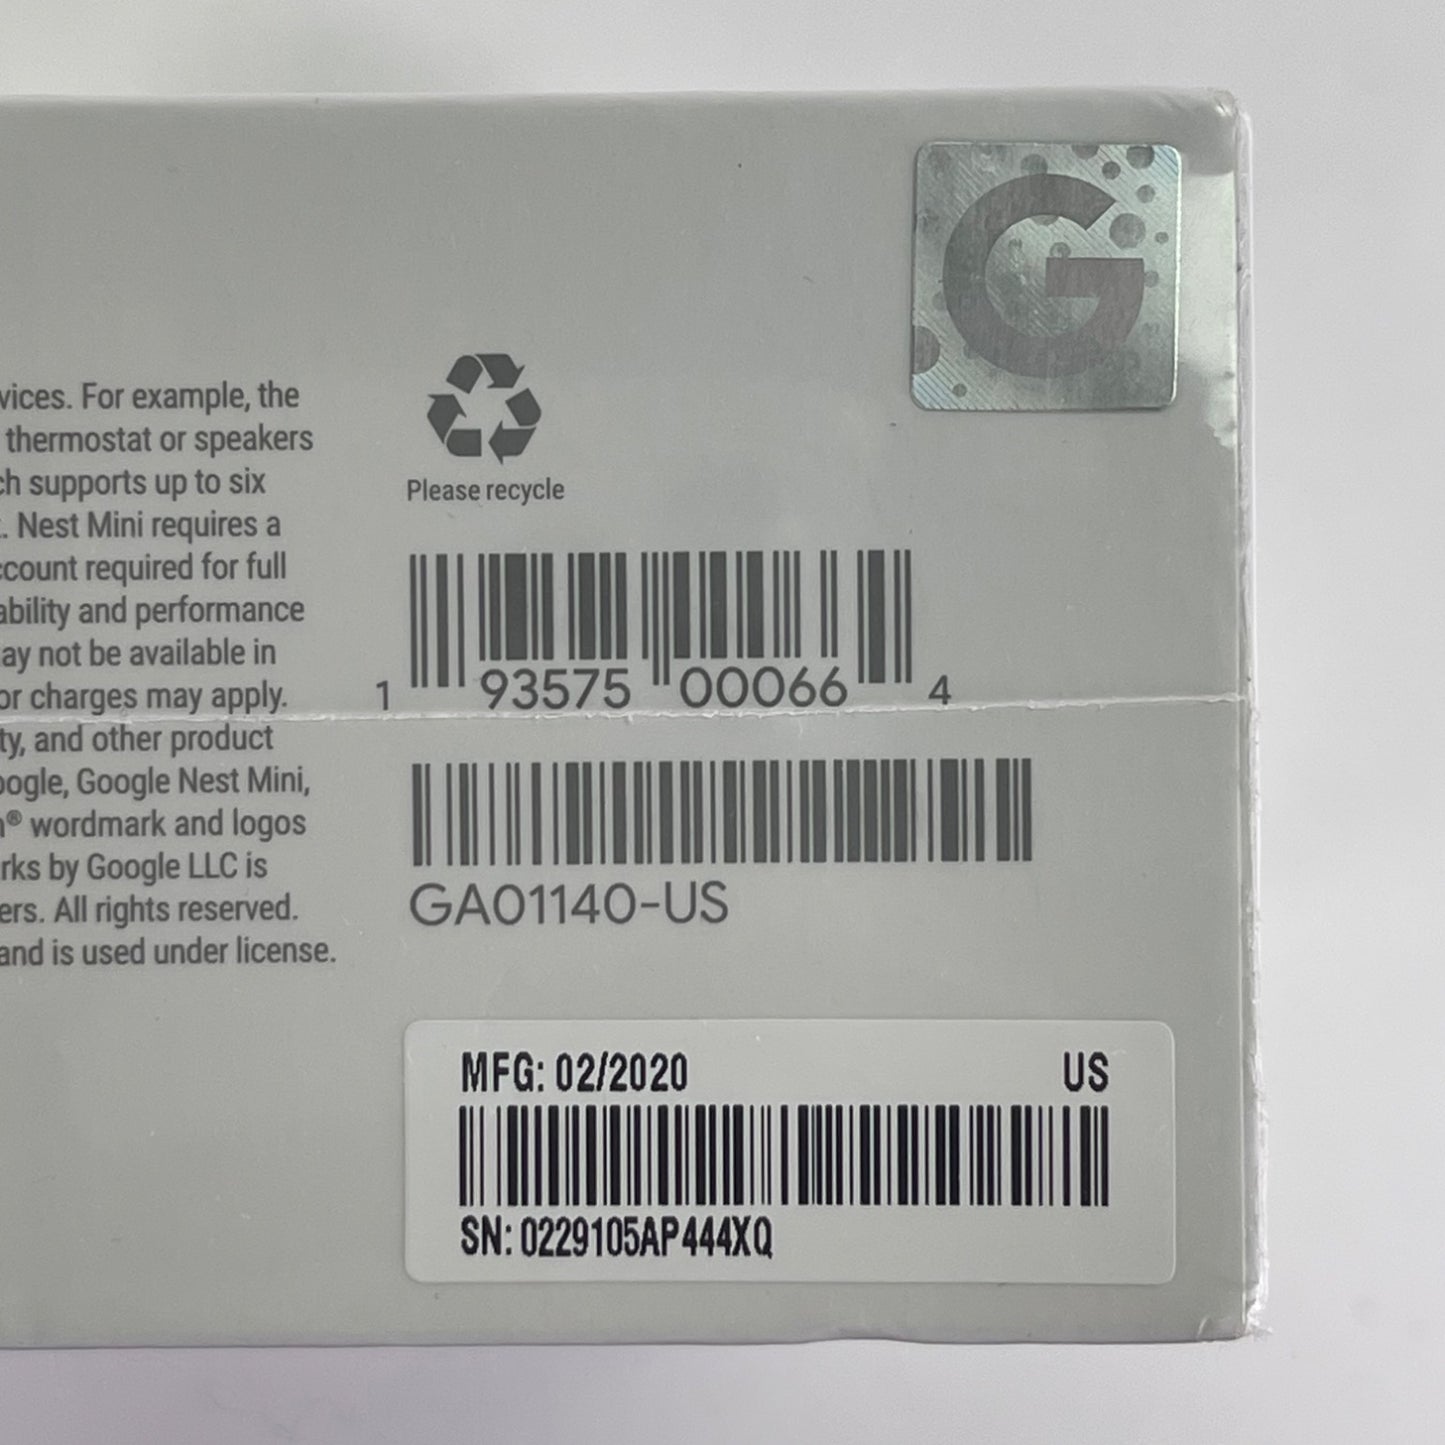 vices. For example, the
thermostat or speakers
ch supports up to six
. Nest Mini requires a
ccount required for full
ability and performance
ay not be available in
or charges may apply.
ty, and other product
oogle, Google Nest Mini,
n® wordmark and logos
rks by Google LLC is
ers. All rights reserved.
and is used under license.
G
Please recycle
1 93575 00066 4
GA01140-US
MFG: 02/2020 US
SN: 0229105AP444XQ